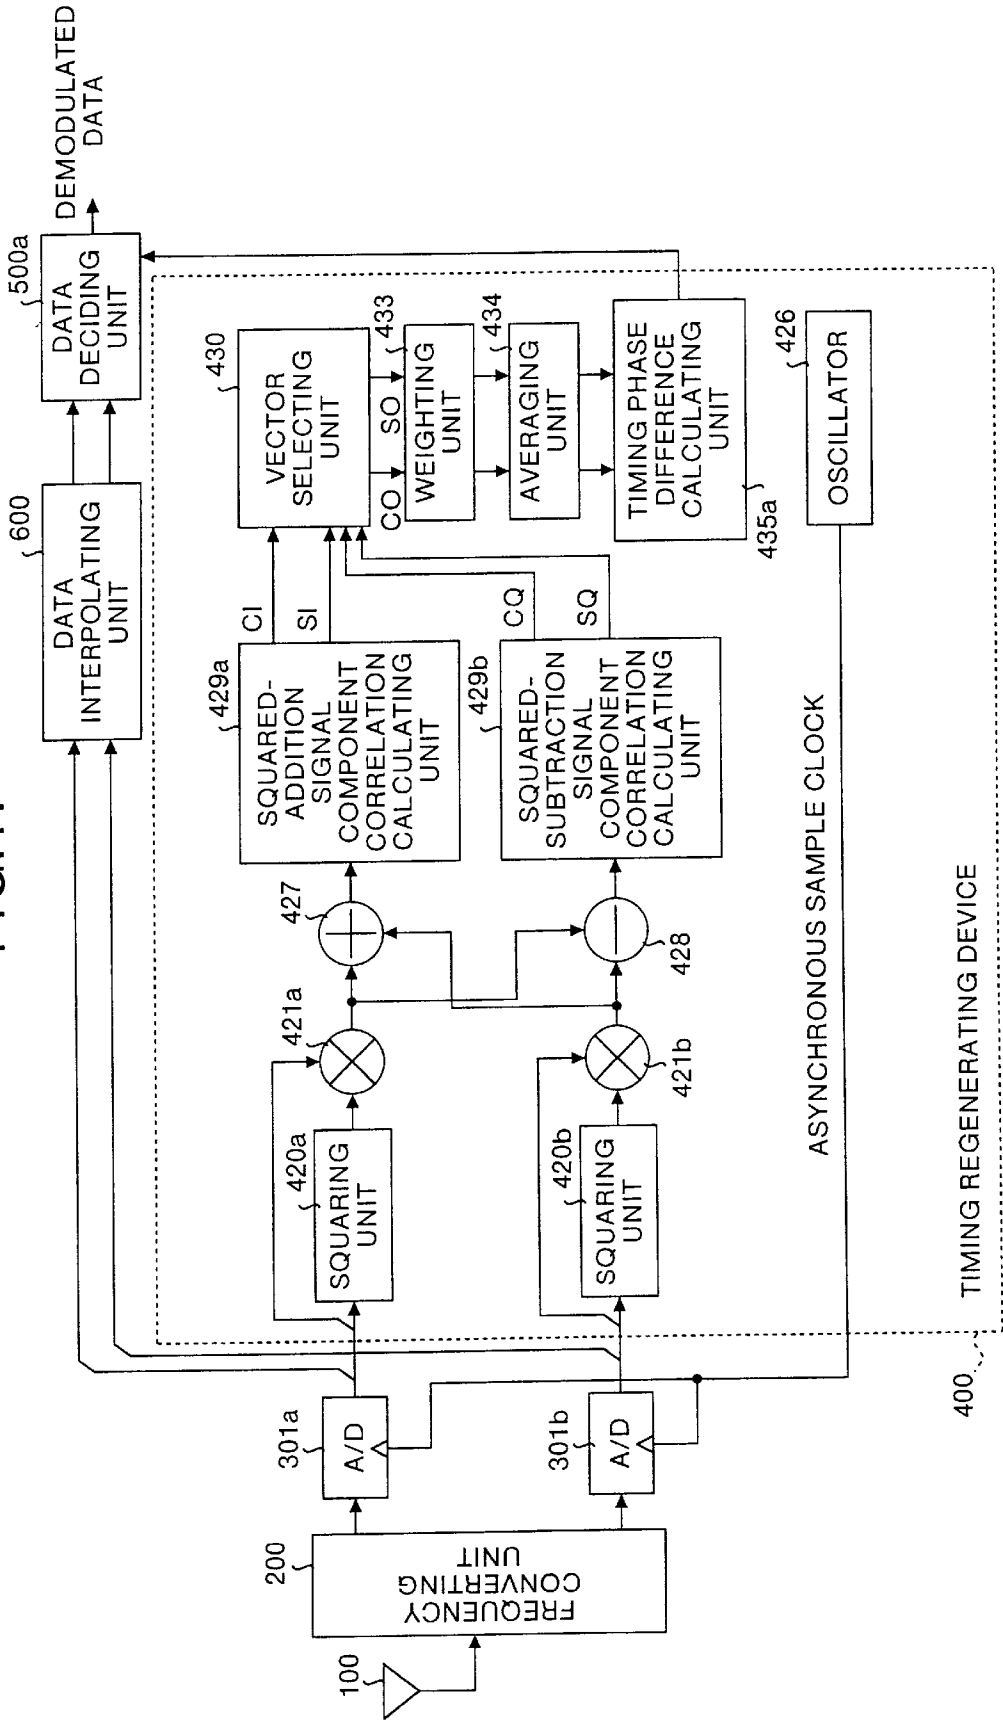 DEMODULATED
DATA
500a
DATA
DECIDING
UNIT
600
DATA
INTERPOLATING
UNIT
430
VECTOR
SELECTING
UNIT
CO
SO
433
WEIGHTING
UNIT
434
AVERAGING
UNIT
TIMING PHASE
DIFFERENCE
CALCULATING
UNIT
435a
426
OSCILLATOR
CI
SI
CQ
SQ
429a
SQUARED-
ADDITION
SIGNAL
COMPONENT
CORRELATION
CALCULATING
UNIT
429b
SQUARED-
SUBTRACTION
SIGNAL
COMPONENT
CORRELATION
CALCULATING
UNIT
427
428
421a
421b
420a
SQUARING
UNIT
420b
SQUARING
UNIT
ASYNCHRONOUS SAMPLE CLOCK
TIMING REGENERATING DEVICE
400
301a
A/D
301b
A/D
200
FREQUENCY
CONVERTING
UNIT
100